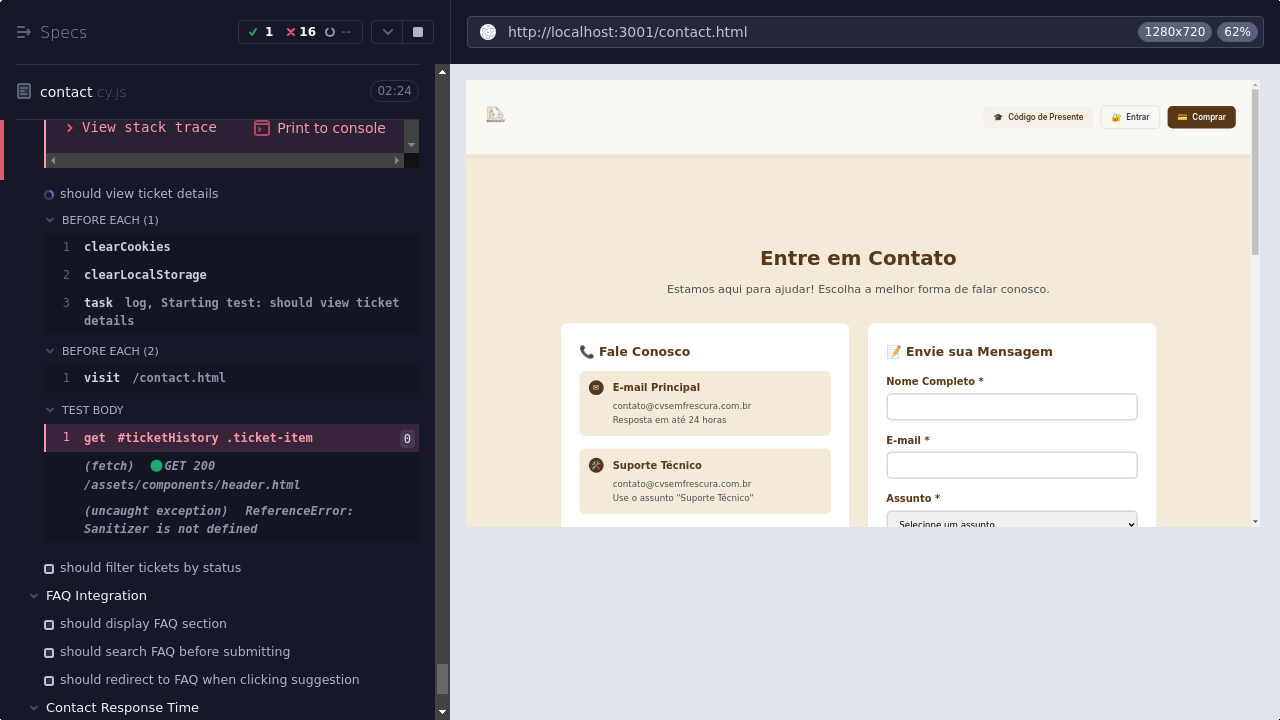 Specs
1
16
--
http://localhost:3001/contact.html
1280x720
62%
contact.cy.js
02:24
View stack trace
Print to console
should view ticket details
BEFORE EACH (1)
1 clearCookies
2 clearLocalStorage
3 task log, Starting test: should view ticket
details
BEFORE EACH (2)
1 visit /contact.html
TEST BODY
1 get #ticketHistory .ticket-item 0
(fetch) GET 200
/assets/components/header.html
(uncaught exception) ReferenceError:
Sanitizer is not defined
should filter tickets by status
FAQ Integration
should display FAQ section
should search FAQ before submitting
should redirect to FAQ when clicking suggestion
Contact Response Time
Código de Presente
Entrar
Comprar
Entre em Contato
Estamos aqui para ajudar! Escolha a melhor forma de falar conosco.
Fale Conosco
E-mail Principal
contato@cvsemfrescura.com.br
Resposta em até 24 horas
Suporte Técnico
contato@cvsemfrescura.com.br
Use o assunto "Suporte Técnico"
Envie sua Mensagem
Nome Completo *
E-mail *
Assunto *
Selecione um assunto